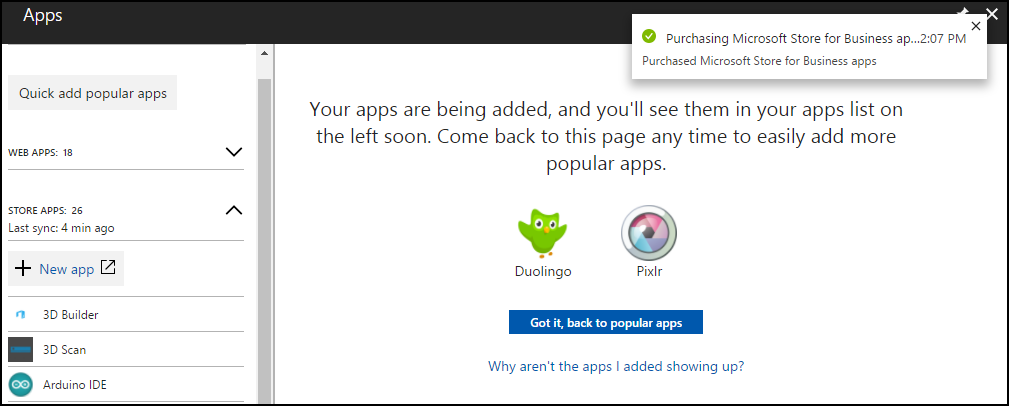 Apps
Purchasing Microsoft Store for Business ap...2:07 PM
Purchased Microsoft Store for Business apps
Quick add popular apps
WEB APPS: 18
STORE APPS: 26
Last sync: 4 min ago
New app
3D Builder
3D Scan
Arduino IDE
Your apps are being added, and you'll see them in your apps list on
the left soon. Come back to this page any time to easily add more
popular apps.
Duolingo
Pixlr
Got it, back to popular apps
Why aren't the apps I added showing up?